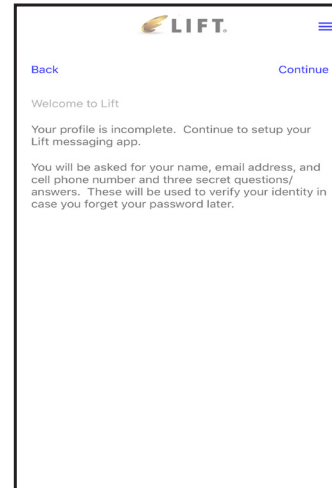 LIFT®
Back Continue
Welcome to Lift
Your profile is incomplete.  Continue to setup your
Lift messaging app.
You will be asked for your name, email address, and
cell phone number and three secret questions/
answers.  These will be used to verify your identity in
case you forget your password later.